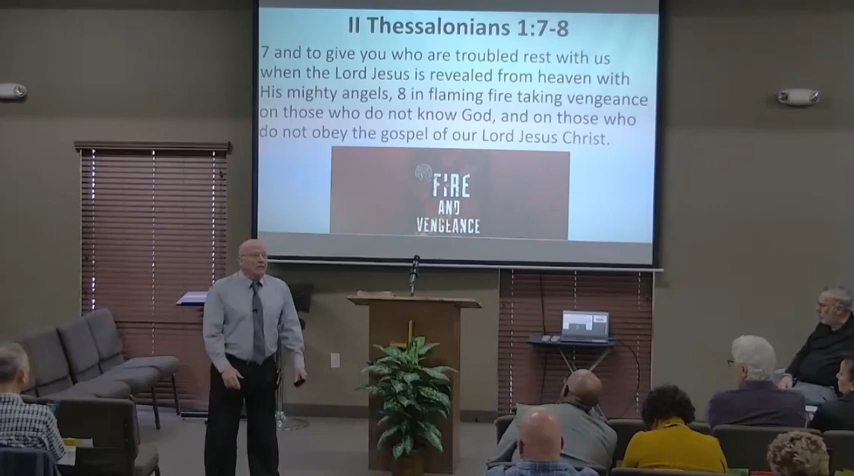 II Thessalonians 1:7-8
7 and to give you who are troubled rest with us
when the Lord Jesus is revealed from heaven with
His mighty angels, 8 in flaming fire taking vengeance
on those who do not know God, and on those who
do not obey the gospel of our Lord Jesus Christ.
FIRE
AND
VENGEANCE